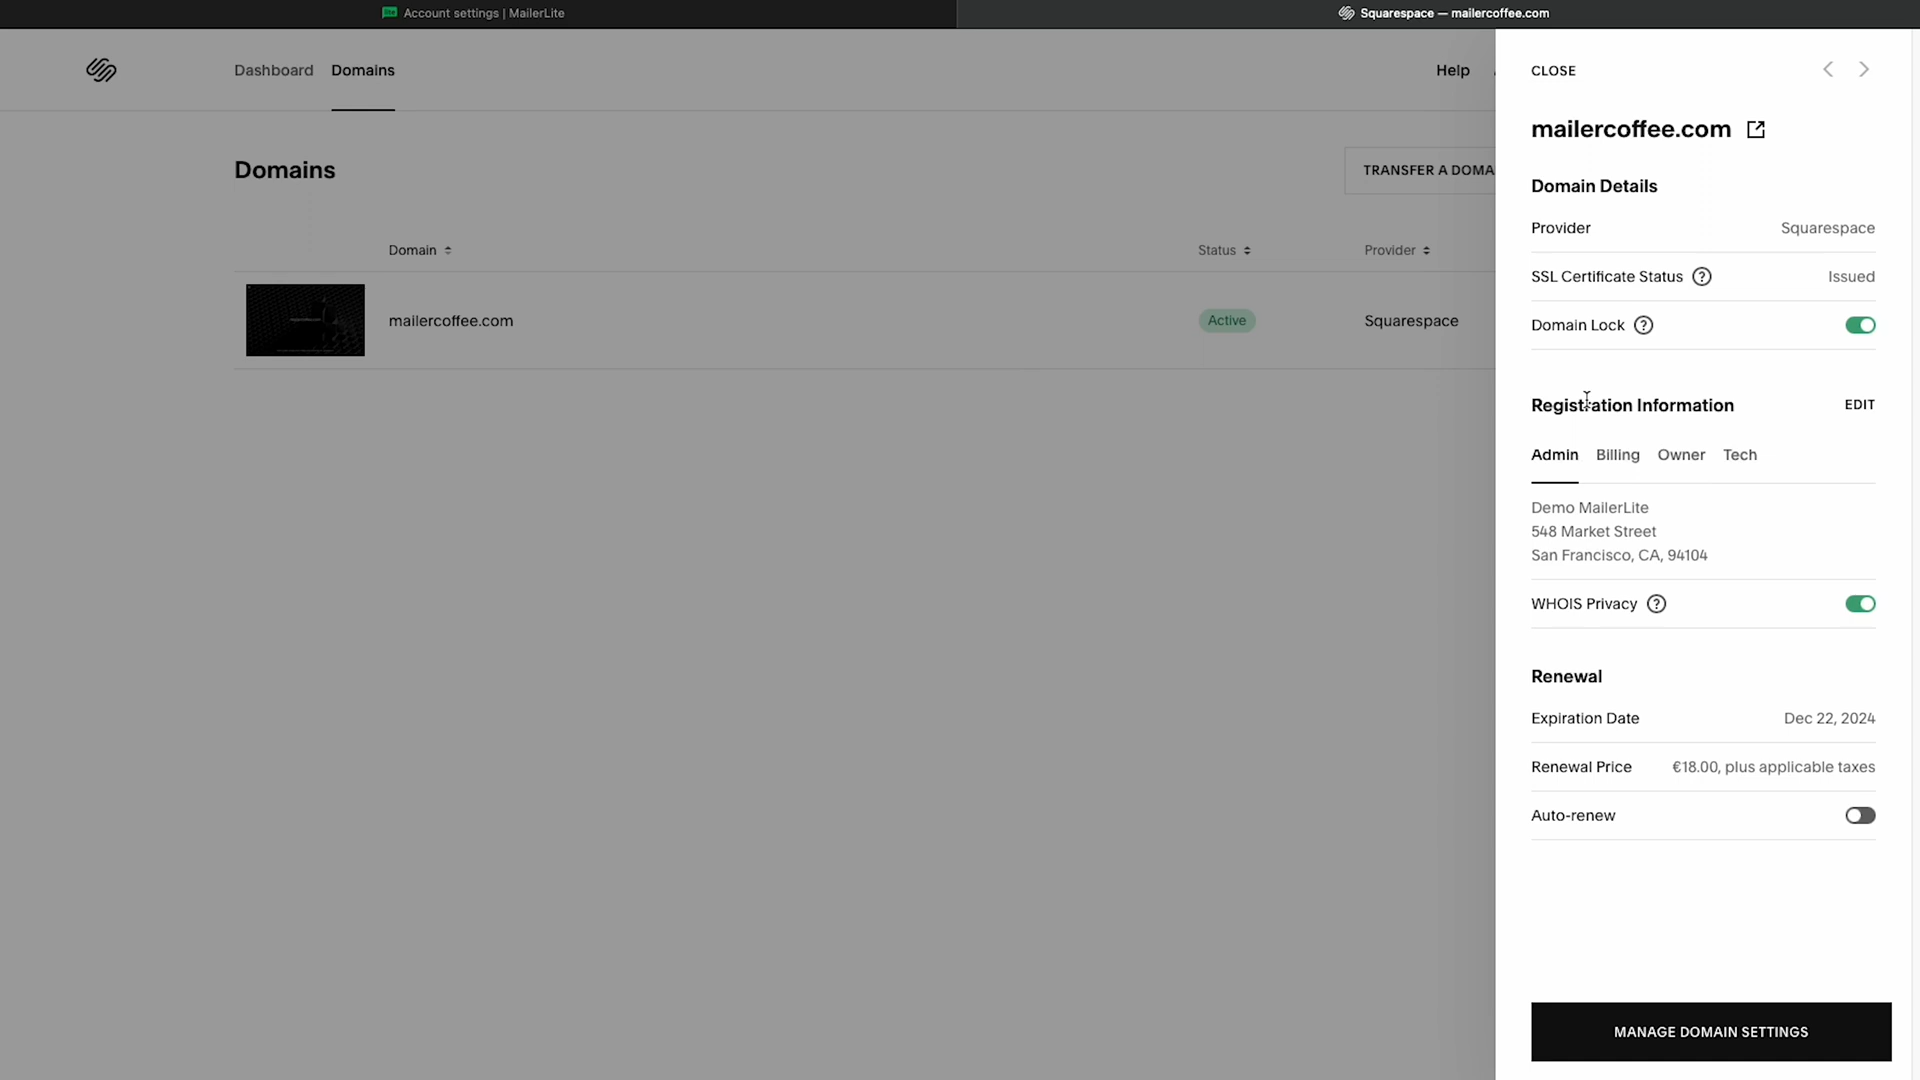 Account settings | MailerLite
Squarespace — mailercoffee.com
Dashboard
Domains
Help
Domains
TRANSFER A DOMA
Domain
Status
Provider
mailercoffee.com
Active
Squarespace
CLOSE
mailercoffee.com
Domain Details
Provider Squarespace
SSL Certificate Status ? Issued
Domain Lock ?
Registration Information EDIT
Admin Billing Owner Tech
Demo MailerLite
548 Market Street
San Francisco, CA, 94104
WHOIS Privacy ?
Renewal
Expiration Date Dec 22, 2024
Renewal Price €18.00, plus applicable taxes
Auto-renew
MANAGE DOMAIN SETTINGS